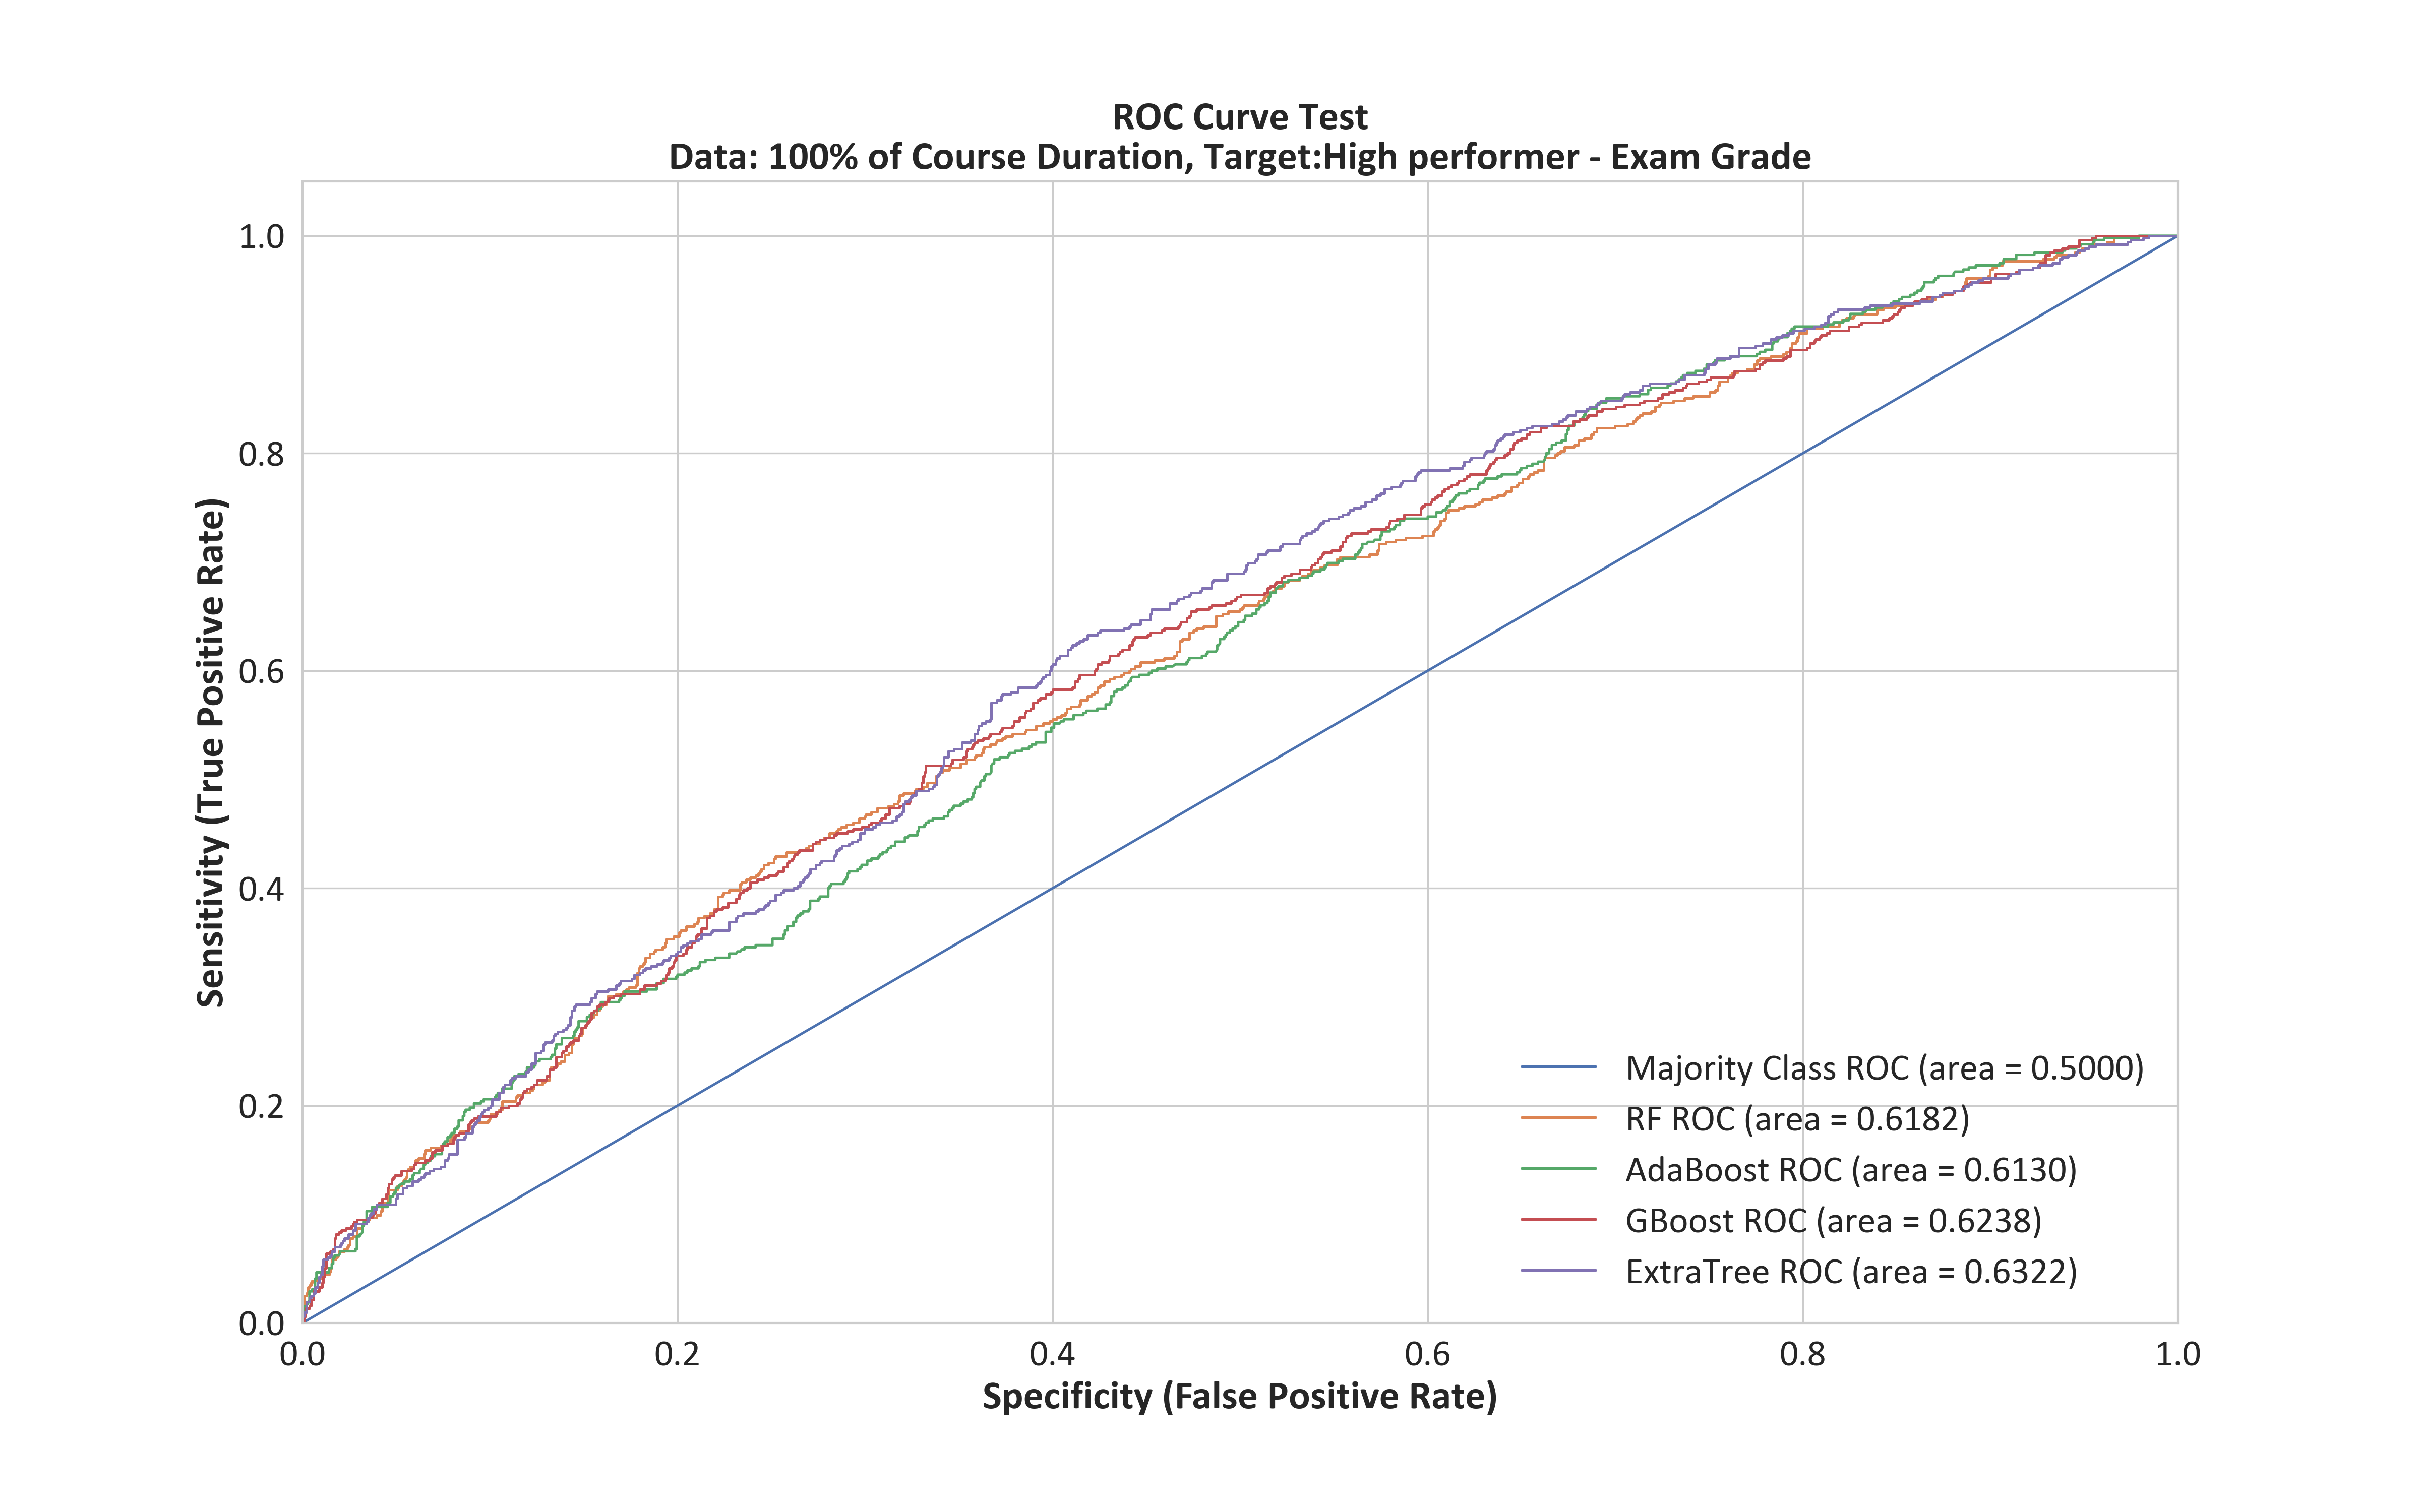 ROC Curve Test
Data: 100% of Course Duration, Target:High performer - Exam Grade
Sensitivity (True Positive Rate)
1.0
0.8
0.6
0.4
0.2
0.0
0.0 0.2 0.4 0.6 0.8 1.0
Specificity (False Positive Rate)
Majority Class ROC (area = 0.5000)
RF ROC (area = 0.6182)
AdaBoost ROC (area = 0.6130)
GBoost ROC (area = 0.6238)
ExtraTree ROC (area = 0.6322)